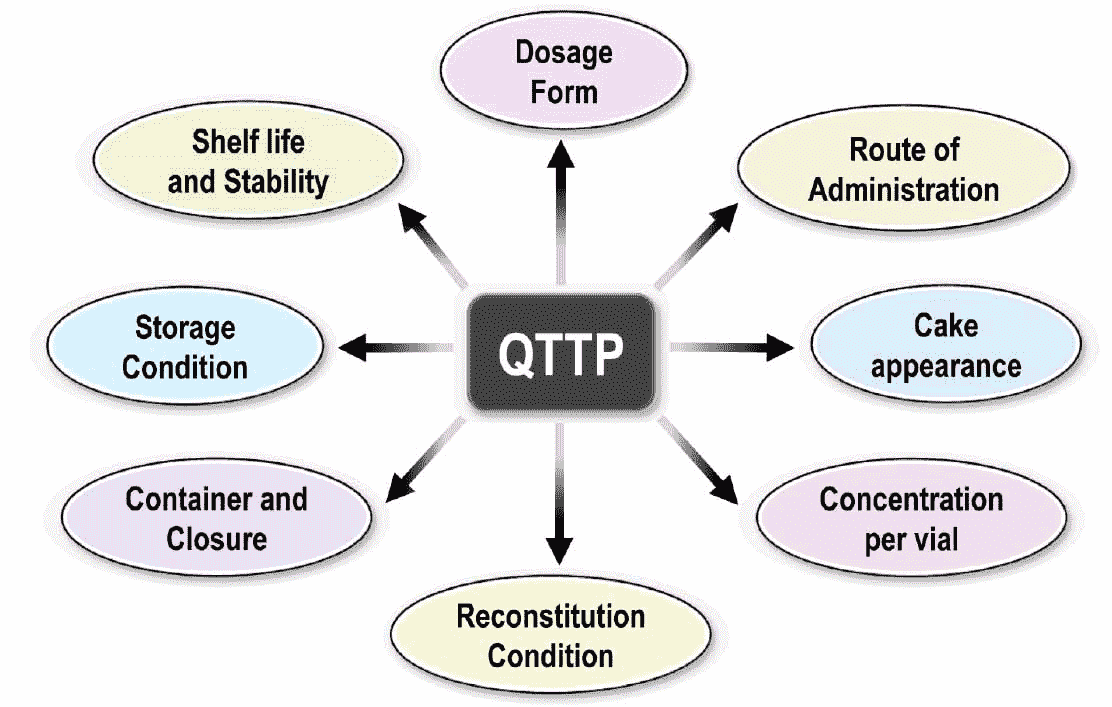 Dosage
Form
Shelf life
and Stability
Route of
Administration
Storage
Condition
QTTP
Cake
appearance
Container and
Closure
Concentration
per vial
Reconstitution
Condition